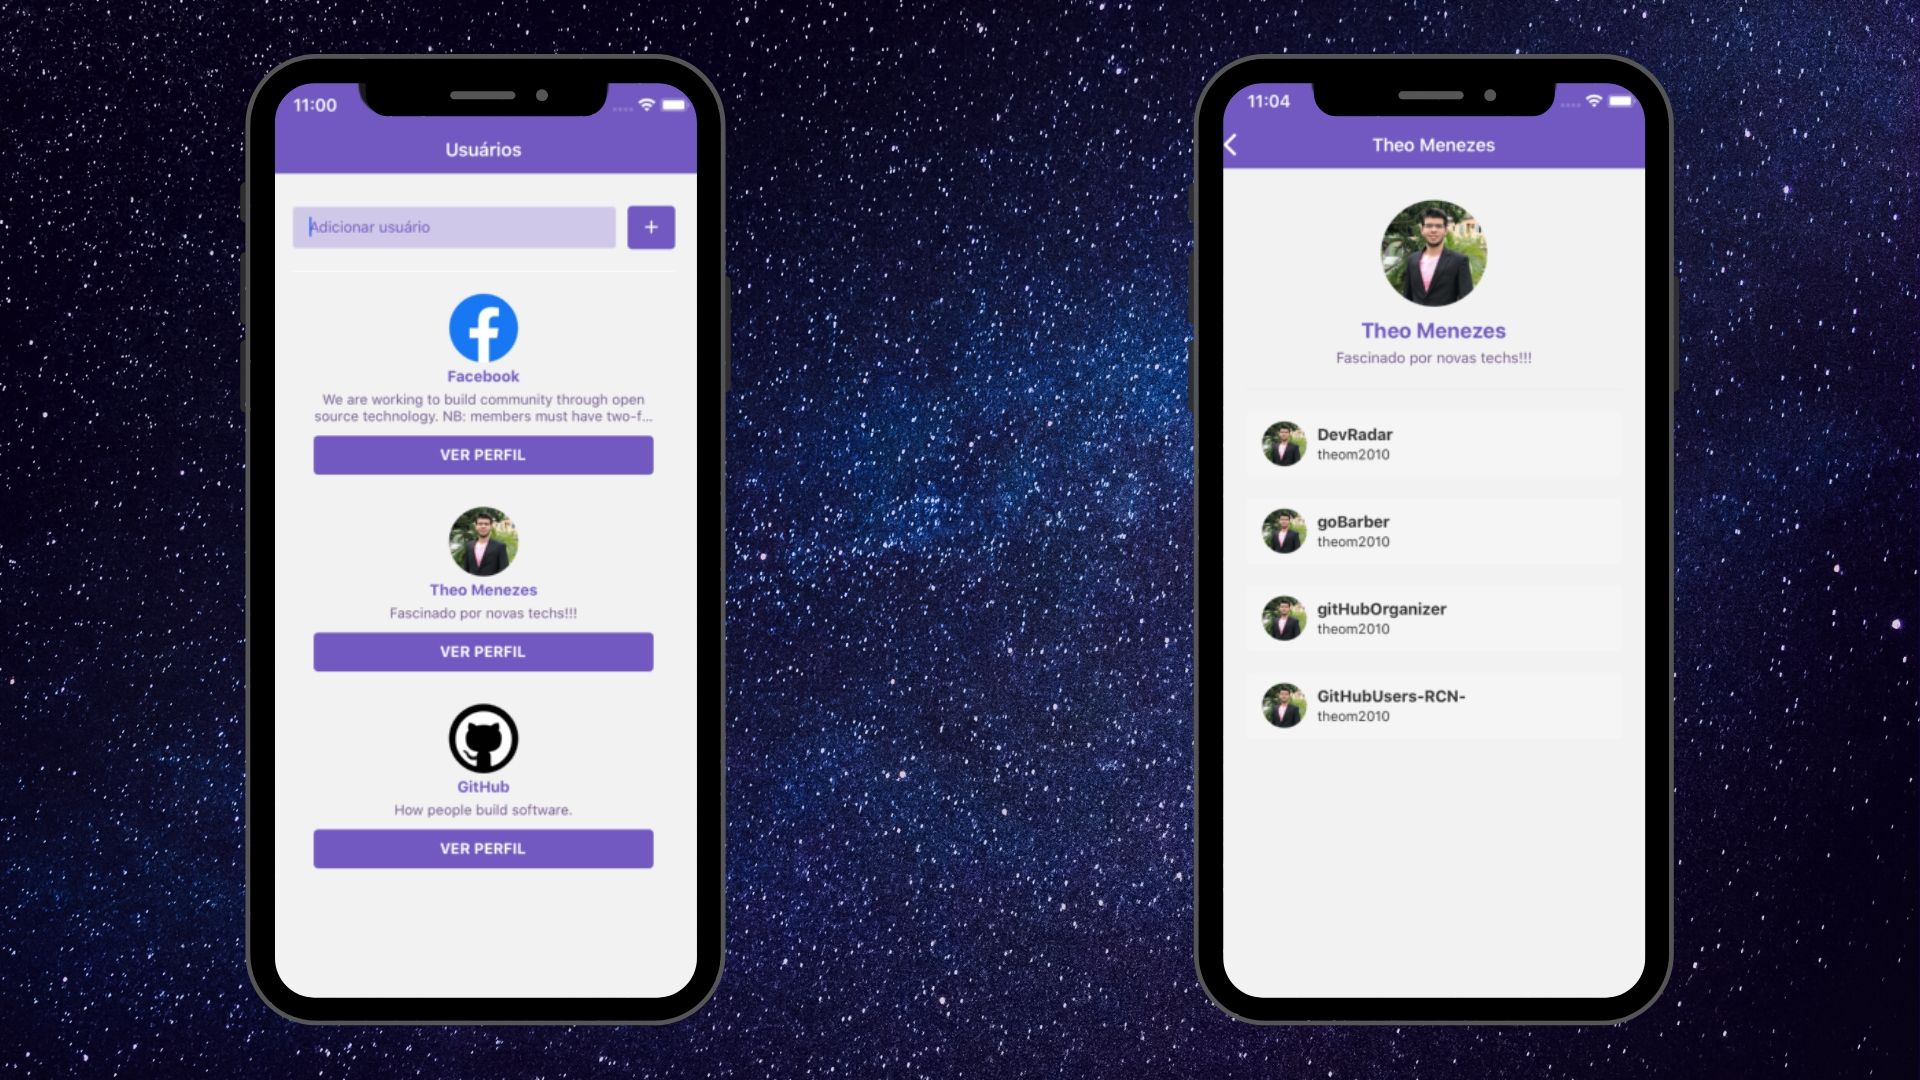 11:00
Usuários
Adicionar usuário
+
Facebook
We are working to build community through open
source technology. NB: members must have two-f...
VER PERFIL
Theo Menezes
Fascinado por novas techs!!!
VER PERFIL
GitHub
How people build software.
VER PERFIL
11:04
Theo Menezes
Theo Menezes
Fascinado por novas techs!!!
DevRadar
theom2010
goBarber
theom2010
gitHubOrganizer
theom2010
GitHubUsers-RCN-
theom2010